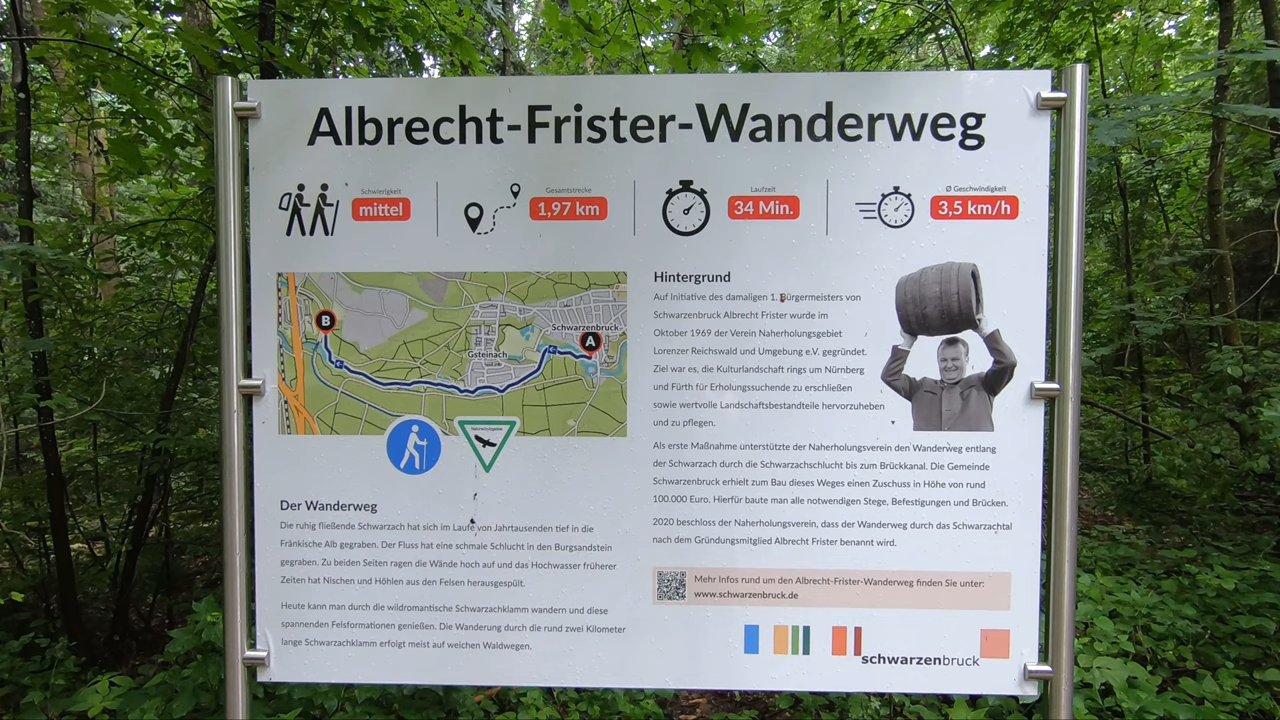 Albrecht-Frister-Wanderweg
Schwierigkeit
mittel
Gesamtstrecke
1,97 km
Laufzeit
34 Min.
Ø Geschwindigkeit
3,5 km/h
B
Schwarzenbruck
A
Gsteinach
Naturschutzgebiet
Der Wanderweg
Die ruhig fließende Schwarzach hat sich im Laufe von Jahrtausenden tief in die
Fränkische Alb gegraben. Der Fluss hat eine schmale Schlucht in den Burgsandstein
gegraben. Zu beiden Seiten ragen die Wände hoch auf und das Hochwasser früherer
Zeiten hat Nischen und Höhlen aus den Felsen herausgespült.
Heute kann man durch die wildromantische Schwarzachklamm wandern und diese
spannenden Felsformationen genießen. Die Wanderung durch die rund zwei Kilometer
lange Schwarzachklamm erfolgt meist auf weichen Waldwegen.
Hintergrund
Auf Initiative des damaligen 1. Bürgermeisters von
Schwarzenbruck Albrecht Frister wurde im
Oktober 1969 der Verein Naherholungsgebiet
Lorenzer Reichswald und Umgebung e.V. gegründet.
Ziel war es, die Kulturlandschaft rings um Nürnberg
und Fürth für Erholungssuchende zu erschließen
sowie wertvolle Landschaftsbestandteile hervorzuheben
und zu pflegen.
Als erste Maßnahme unterstützte der Naherholungsverein den Wanderweg entlang
der Schwarzach durch die Schwarzachschlucht bis zum Brückkanal. Die Gemeinde
Schwarzenbruck erhielt zum Bau dieses Weges einen Zuschuss in Höhe von rund
100.000 Euro. Hierfür baute man alle notwendigen Stege, Befestigungen und Brücken.
2020 beschloss der Naherholungsverein, dass der Wanderweg durch das Schwarzachtal
nach dem Gründungsmitglied Albrecht Frister benannt wird.
Mehr Infos rund um den Albrecht-Frister-Wanderweg finden Sie unter:
www.schwarzenbruck.de
schwarzenbruck